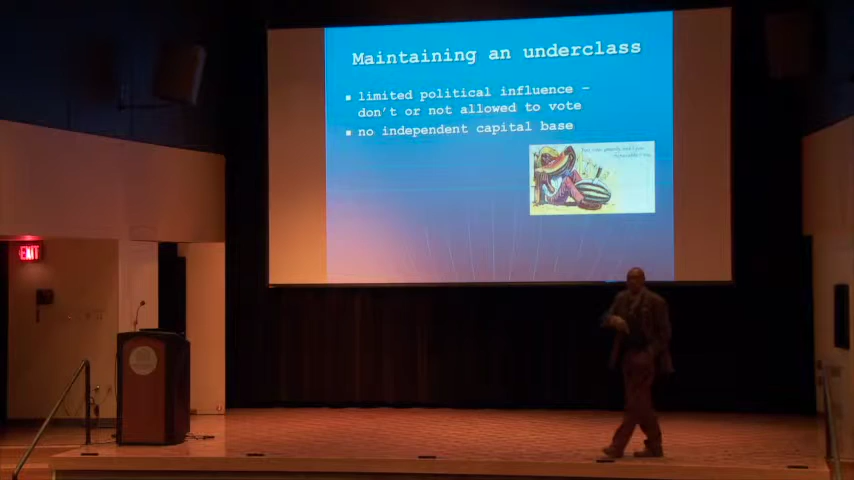 Maintaining an underclass
▪ limited political influence –
don't or not allowed to vote
▪ no independent capital base
EXIT